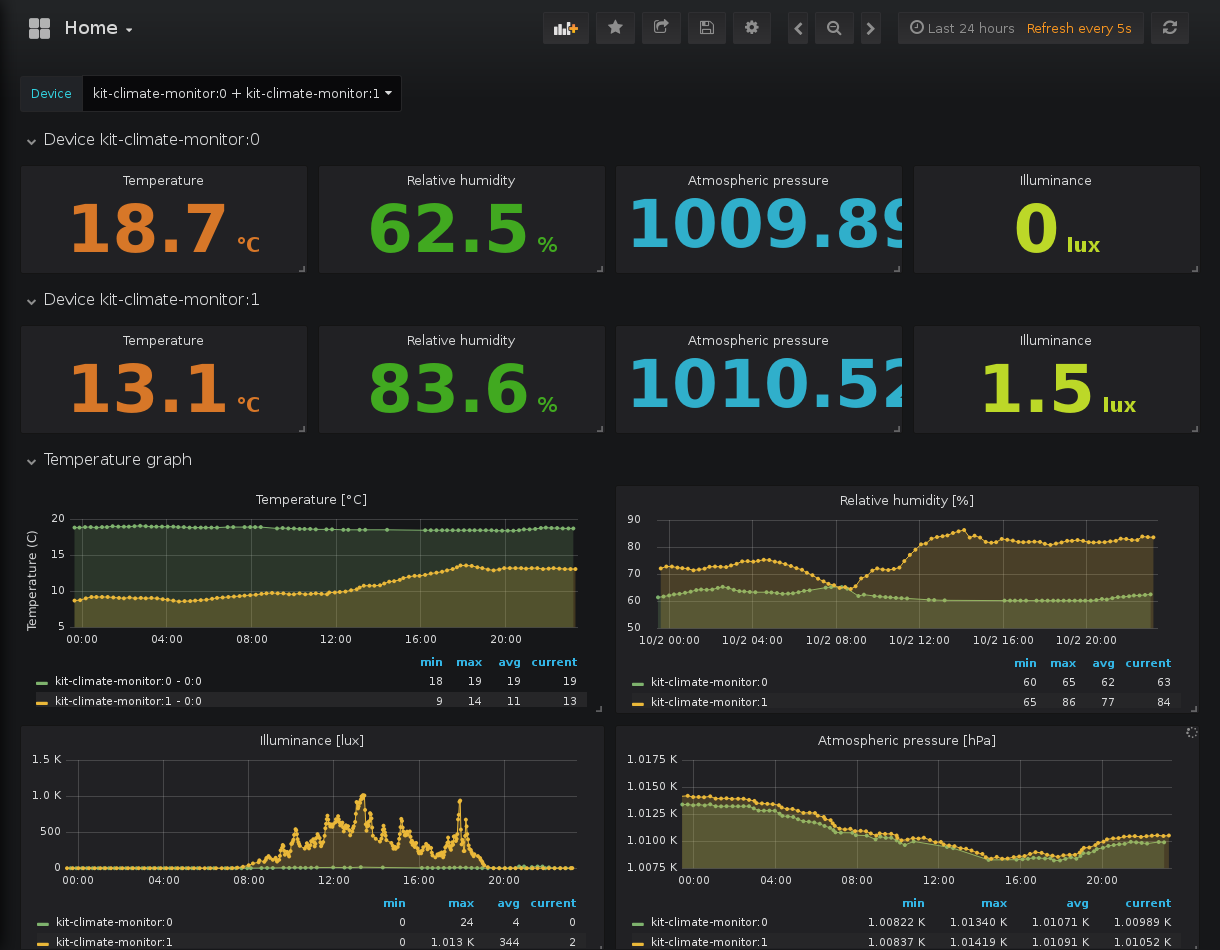 Home
Last 24 hours Refresh every 5s
Device kit-climate-monitor:0 + kit-climate-monitor:1
Device kit-climate-monitor:0
Temperature Relative humidity Atmospheric pressure Illuminance
18.7 °C 62.5 % 1009.89 0 lux
Device kit-climate-monitor:1
Temperature Relative humidity Atmospheric pressure Illuminance
13.1 °C 83.6 % 1010.52 1.5 lux
Temperature graph
Temperature [°C]
Temperature (C)
20
15
10
5
00:00 04:00 08:00 12:00 16:00 20:00
min max avg current
kit-climate-monitor:0 - 0:0 18 19 19 19
kit-climate-monitor:1 - 0:0 9 14 11 13
Relative humidity [%]
90
80
70
60
50
10/2 00:00 10/2 04:00 10/2 08:00 10/2 12:00 10/2 16:00 10/2 20:00
min max avg current
kit-climate-monitor:0 60 65 62 63
kit-climate-monitor:1 65 86 77 84
Illuminance [lux]
1.5 K
1.0 K
500
0
00:00 04:00 08:00 12:00 16:00 20:00
min max avg current
kit-climate-monitor:0 0 24 4 0
kit-climate-monitor:1 0 1.013 K 344 2
Atmospheric pressure [hPa]
1.0175 K
1.0150 K
1.0125 K
1.0100 K
1.0075 K
00:00 04:00 08:00 12:00 16:00 20:00
min max avg current
kit-climate-monitor:0 1.00822 K 1.01340 K 1.01071 K 1.00989 K
kit-climate-monitor:1 1.00837 K 1.01419 K 1.01091 K 1.01052 K